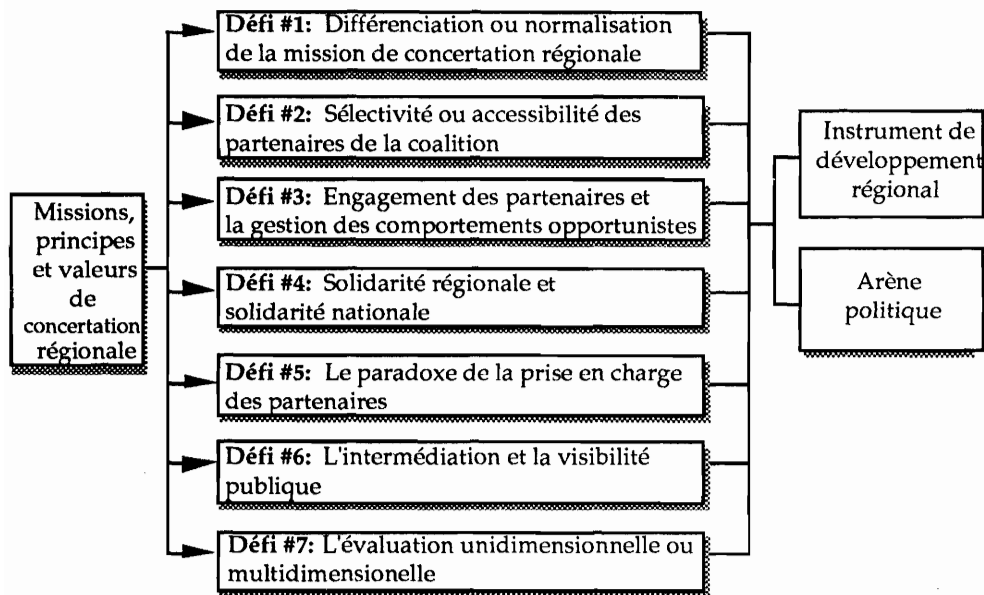 Missions,
principes
et valeurs
de
concertation
régionale
Défi #1: Différenciation ou normalisation
de la mission de concertation régionale
Défi #2: Sélectivité ou accessibilité des
partenaires de la coalition
Défi #3: Engagement des partenaires et
la gestion des comportements opportunistes
Défi #4: Solidarité régionale et
solidarité nationale
Défi #5: Le paradoxe de la prise en charge
des partenaires
Défi #6: L'intermédiation et la visibilité
publique
Défi #7: L'évaluation unidimensionnelle ou
multidimensionelle
Instrument de
développement
régional
Arène
politique